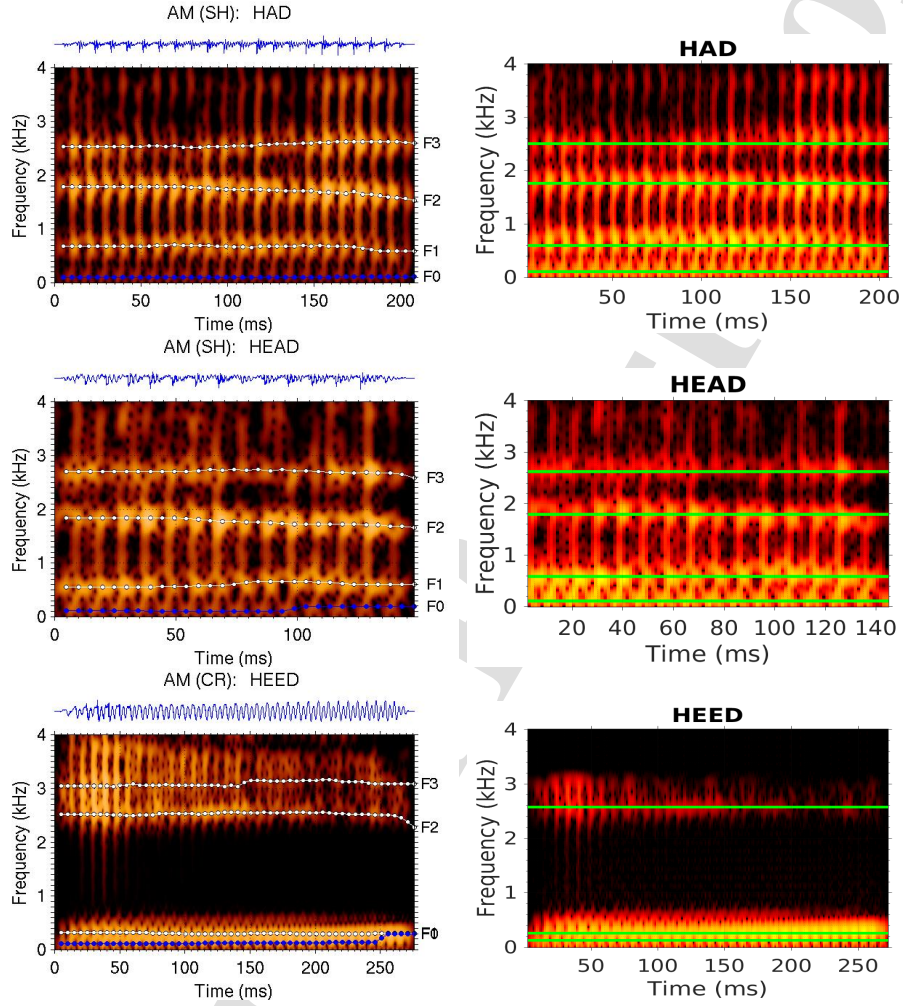 AM (SH): HAD
4
3
2
1
0
Frequency (kHz)
F3
F2
F1
F0
0 50 100 150 200
Time (ms)
HAD
4
3
2
1
0
Frequency (kHz)
50 100 150 200
Time (ms)
AM (SH): HEAD
4
3
2
1
0
Frequency (kHz)
F3
F2
F1
F0
0 50 100
Time (ms)
HEAD
4
3
2
1
0
Frequency (kHz)
20 40 60 80 100 120 140
Time (ms)
AM (CR): HEED
4
3
2
1
0
Frequency (kHz)
F3
F2
0 50 100 150 200 250
Time (ms)
HEED
4
3
2
1
0
Frequency (kHz)
50 100 150 200 250
Time (ms)